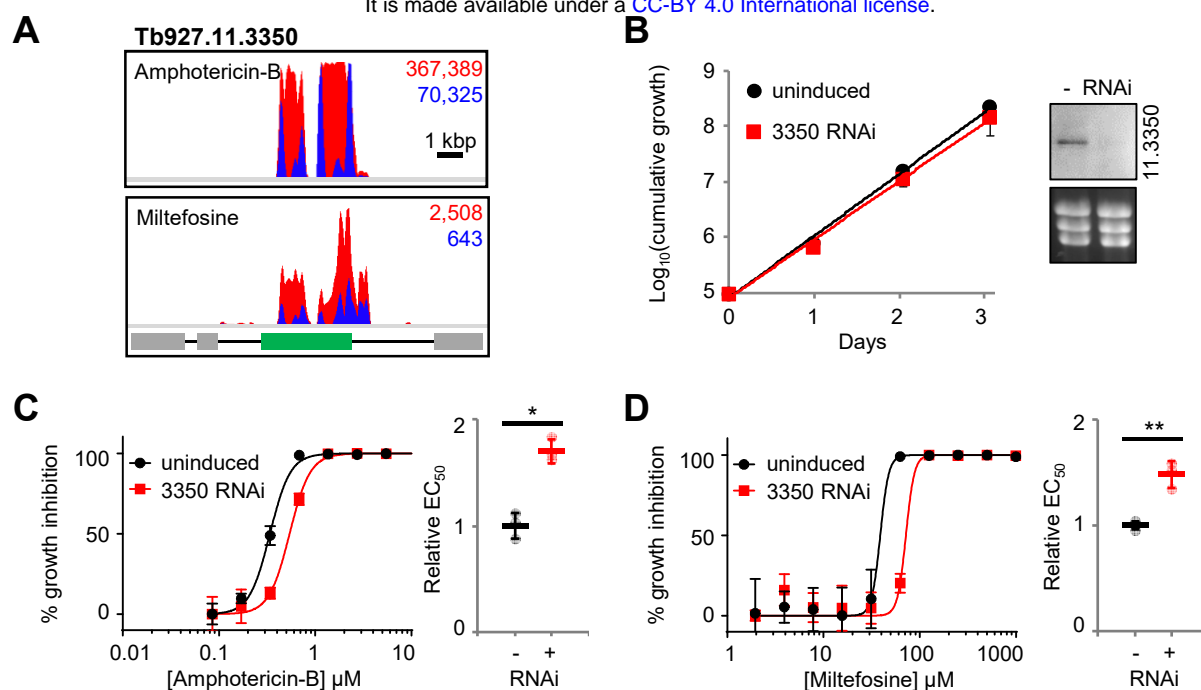 It is made available under a CC-BY 4.0 International license.
A
Tb927.11.3350
Amphotericin-B
367,389
70,325
1 kbp
Miltefosine
2,508
643
B
Log10(cumulative growth)
9
8
7
6
5
uninduced
3350 RNAi
0
1
2
3
Days
- RNAi
11.3350
C
% growth inhibition
100
50
0
uninduced
3350 RNAi
0.01
0.1
1
10
[Amphotericin-B] µM
Relative EC50
2
1
0
*
- +
RNAi
D
% growth inhibition
100
50
0
uninduced
3350 RNAi
1
10
100
1000
[Miltefosine] µM
Relative EC50
2
1
0
**
- +
RNAi